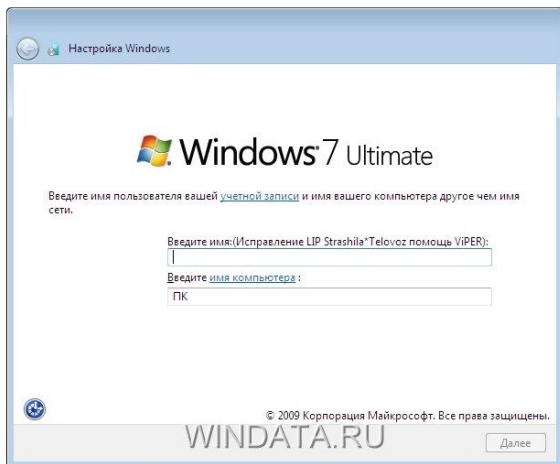 Настройка Windows
Windows 7 Ultimate
Введите имя пользователя вашей учетной записи и имя вашего компьютера другое чем имя
сети.
Введите имя:(Исправление LIP Strashila*Telovoz помощь ViPER):
Введите имя компьютера :
ПК
© 2009 Корпорация Майкрософт. Все права защищены.
WINDATA.RU
Далее